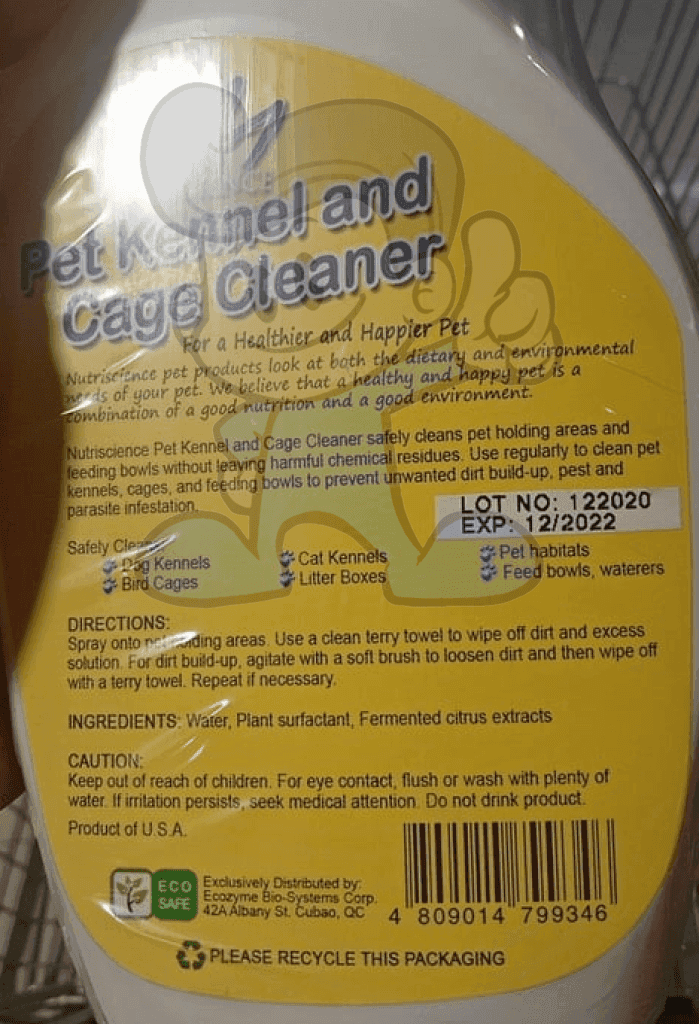 Pet Kennel and
Cage Cleaner
For a Healthier and Happier Pet
Nutriscience pet products look at both the dietary and environmental
needs of your pet. We believe that a healthy and happy pet is a
combination of a good nutrition and a good environment.
Nutriscience Pet Kennel and Cage Cleaner safely cleans pet holding areas and
feeding bowls without leaving harmful chemical residues. Use regularly to clean pet
kennels, cages, and feeding bowls to prevent unwanted dirt build-up, pest and
parasite infestation.
LOT NO: 122020
EXP: 12/2022
Safely Cleans
Dog Kennels
Cat Kennels
Pet habitats
Bird Cages
Litter Boxes
Feed bowls, waterers
DIRECTIONS:
Spray onto pet holding areas. Use a clean terry towel to wipe off dirt and excess
solution. For dirt build-up, agitate with a soft brush to loosen dirt and then wipe off
with a terry towel. Repeat if necessary.
INGREDIENTS: Water, Plant surfactant, Fermented citrus extracts
CAUTION:
Keep out of reach of children. For eye contact, flush or wash with plenty of
water. If irritation persists, seek medical attention. Do not drink product.
Product of U.S.A.
ECO
SAFE
Exclusively Distributed by:
Ecozyme Bio-Systems Corp.
42A Albany St. Cubao, QC
4 809014 799346
PLEASE RECYCLE THIS PACKAGING